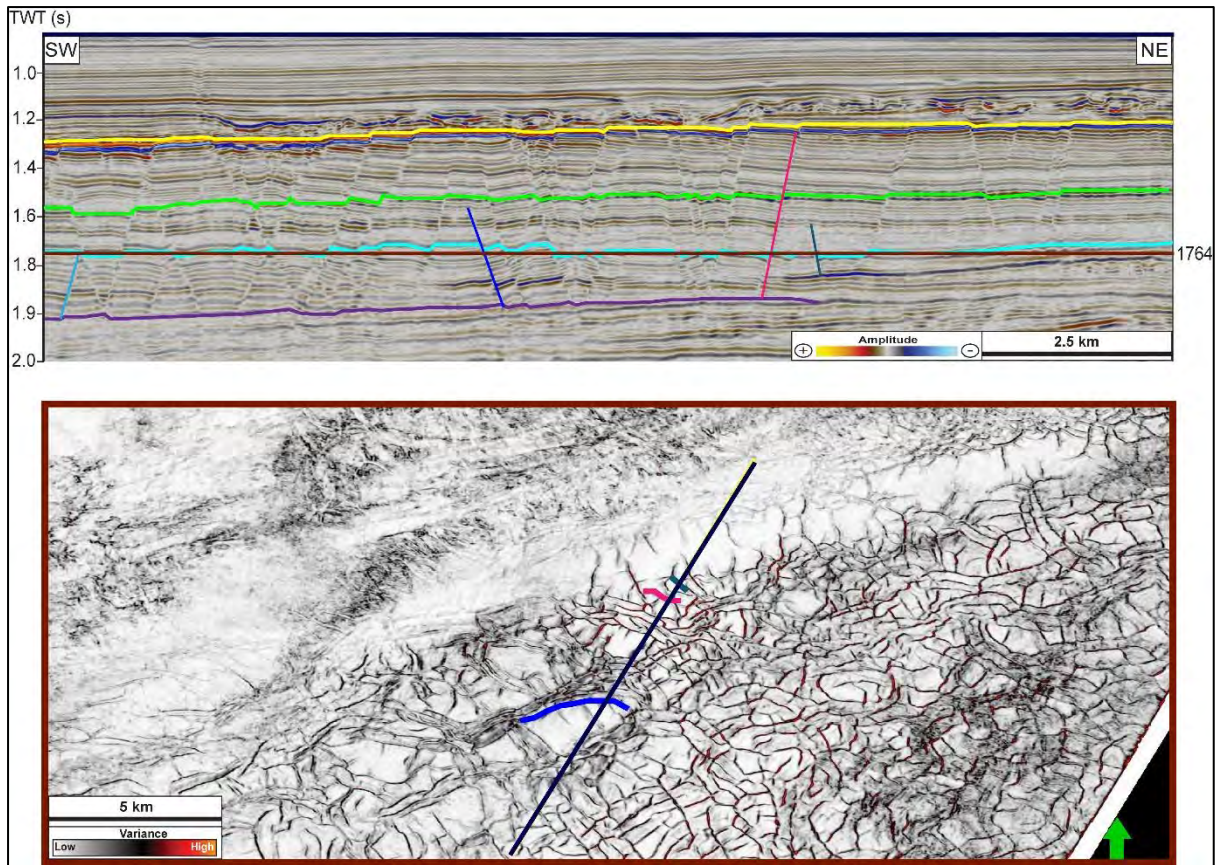 TWT (s)
SW
NE
1.0
1.2
1.4
1.6
1764
1.8
1.9
2.0
Amplitude
+ −
2.5 km
5 km
Variance
Low High